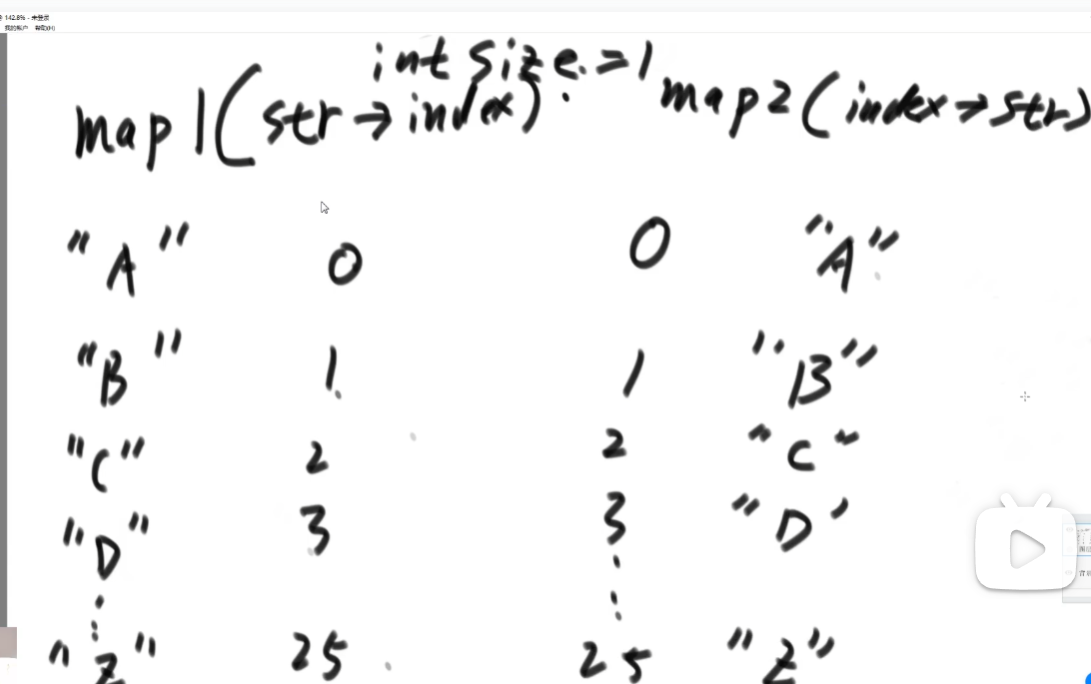 142.8% - 未登录
我的帐户 帮助(H)
int size = 1
map1(str→index) map2(index→str)
"A" 0 0 "A"
"B" 1 1 "B"
"C" 2 2 "C"
"D" 3 3 "D'
"Z" 25 25 "Z"